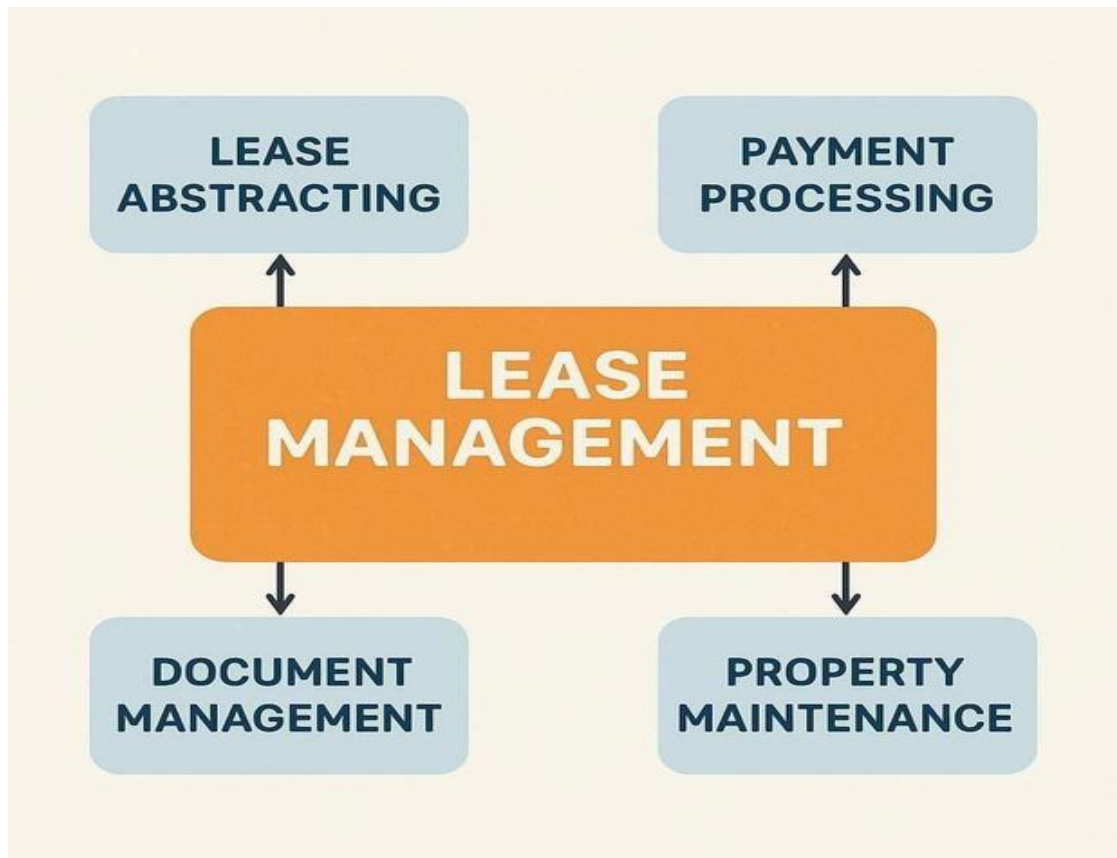 LEASE
ABSTRACTING
PAYMENT
PROCESSING
LEASE
MANAGEMENT
DOCUMENT
MANAGEMENT
PROPERTY
MAINTENANCE